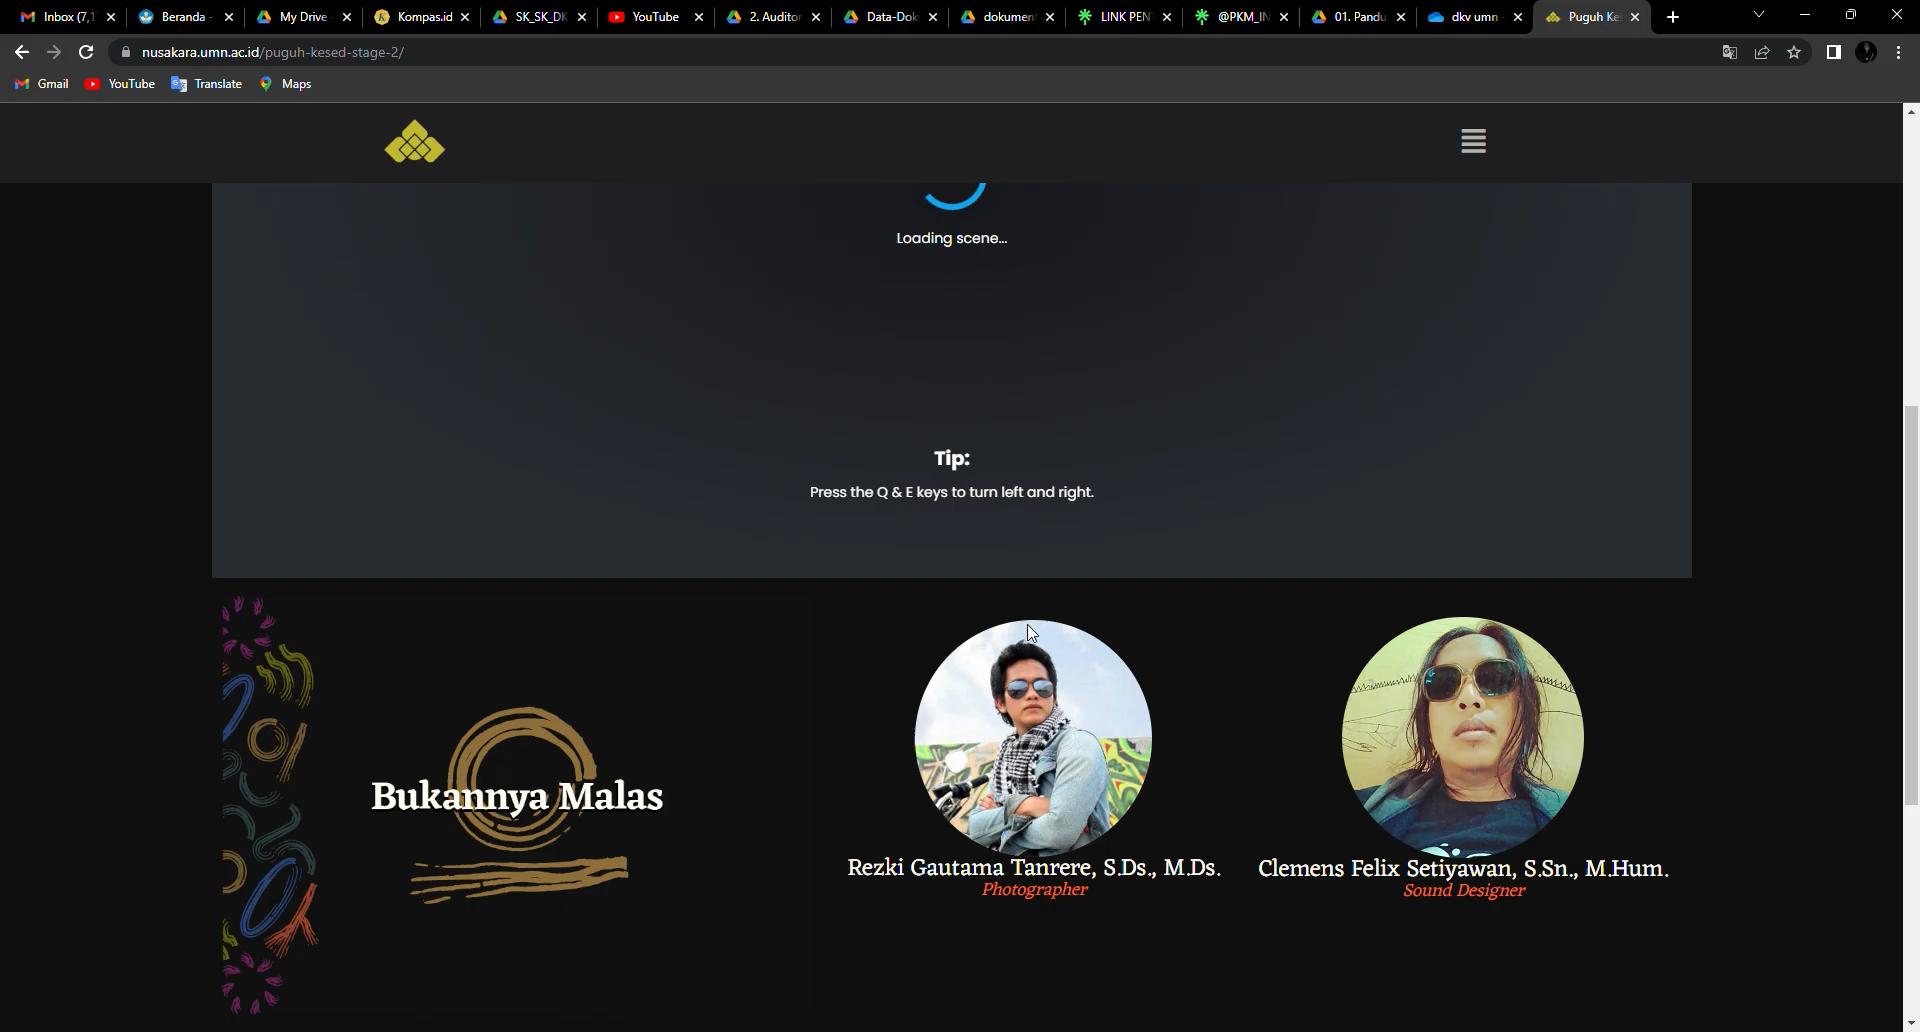 Inbox (7,1
Beranda -
My Drive -
Kompas.id
SK_SK_DK
YouTube
2. Auditor
Data-Dok
dokumen
LINK PEN
@PKM_IN
01. Pandu
dkv umn -
Puguh Ke
nusakara.umn.ac.id/puguh-kesed-stage-2/
Gmail
YouTube
Translate
Maps
Loading scene...
Tip:
Press the Q & E keys to turn left and right.
Bukannya Malas
Rezki Gautama Tanrere, S.Ds., M.Ds.
Photographer
Clemens Felix Setiyawan, S.Sn., M.Hum.
Sound Designer